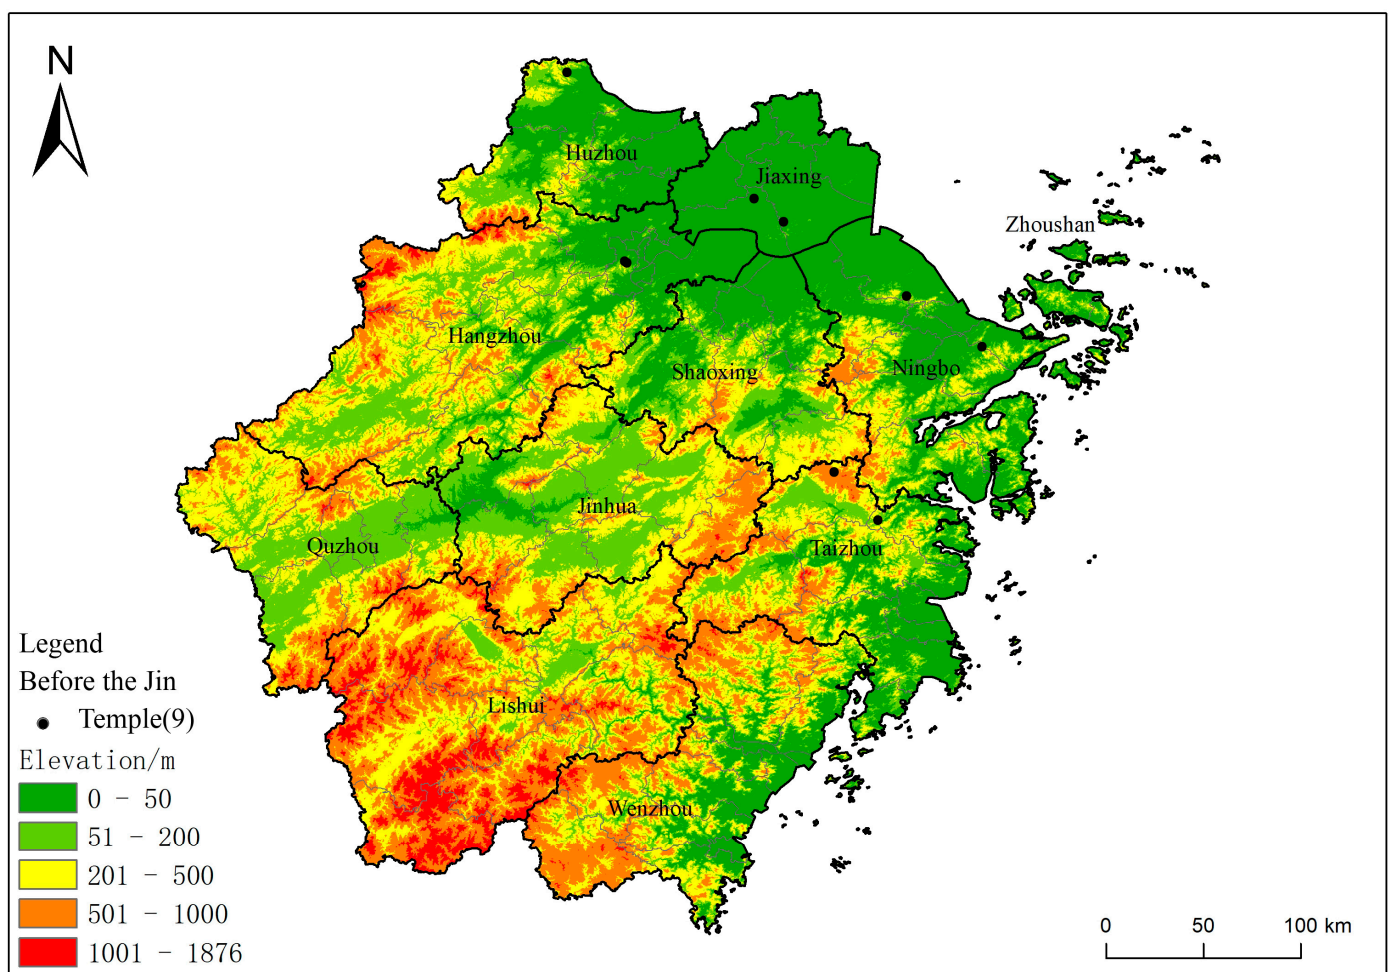 N
Huzhou
Jiaxing
Zhoushan
Hangzhou
Shaoxing
Ningbo
Jinhua
Quzhou
Taizhou
Lishui
Wenzhou
Legend
Before the Jin
Temple(9)
Elevation/m
0 - 50
51 - 200
201 - 500
501 - 1000
1001 - 1876
0 50 100 km